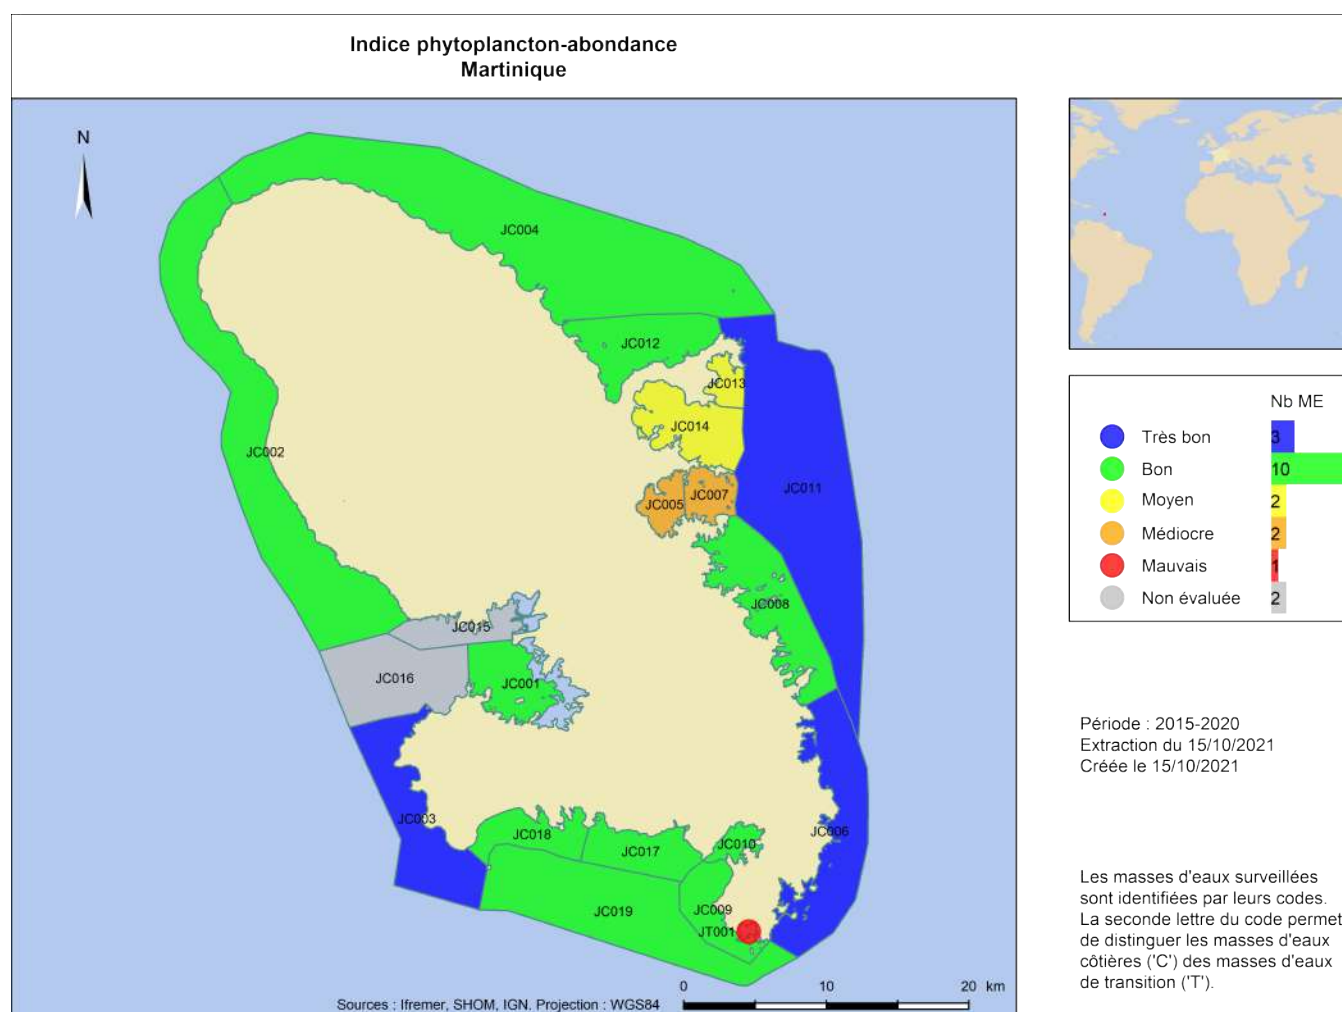 Indice phytoplancton-abondance
Martinique
N
JC004
JC012
JC013
JC014
JC002
JC011
JC005
JC007
JC008
JC015
JC016
JC001
JC003
JC018
JC017
JC010
JC006
JC009
JC019
JT001
0 10 20 km
Sources : Ifremer, SHOM, IGN. Projection : WGS84
Nb ME
Très bon 3
Bon 10
Moyen 2
Médiocre 2
Mauvais 1
Non évaluée 2
Période : 2015-2020
Extraction du 15/10/2021
Créée le 15/10/2021
Les masses d'eaux surveillées
sont identifiées par leurs codes.
La seconde lettre du code permet
de distinguer les masses d'eaux
côtières ('C') des masses d'eaux
de transition ('T').